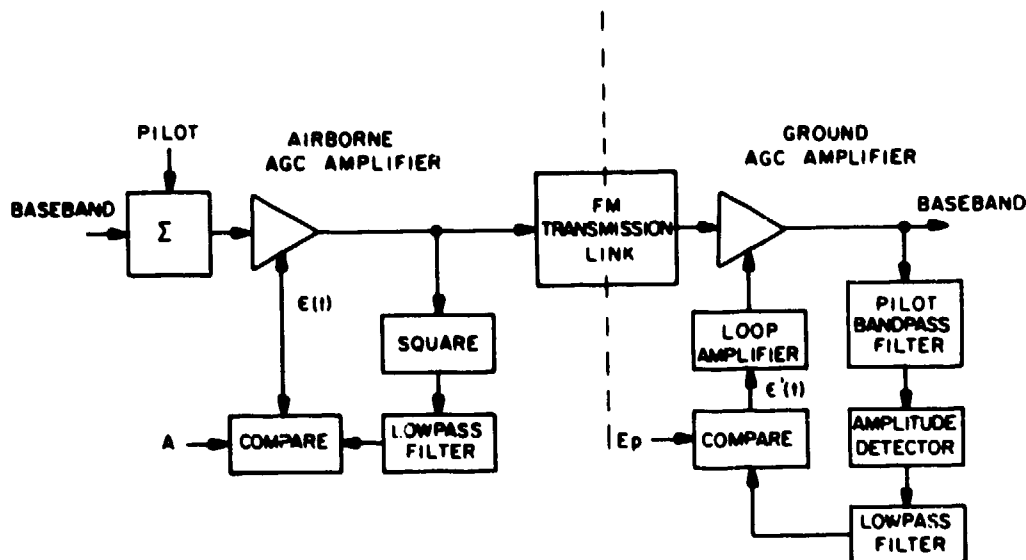 PILOT
AIRBORNE
AGC AMPLIFIER
GROUND
AGC AMPLIFIER
BASEBAND
Σ
FM
TRANSMISSION
LINK
BASEBAND
ϵ(t)
SQUARE
LOWPASS
FILTER
A
COMPARE
LOOP
AMPLIFIER
ϵ'(t)
Ep
COMPARE
PILOT
BANDPASS
FILTER
AMPLITUDE
DETECTOR
LOWPASS
FILTER